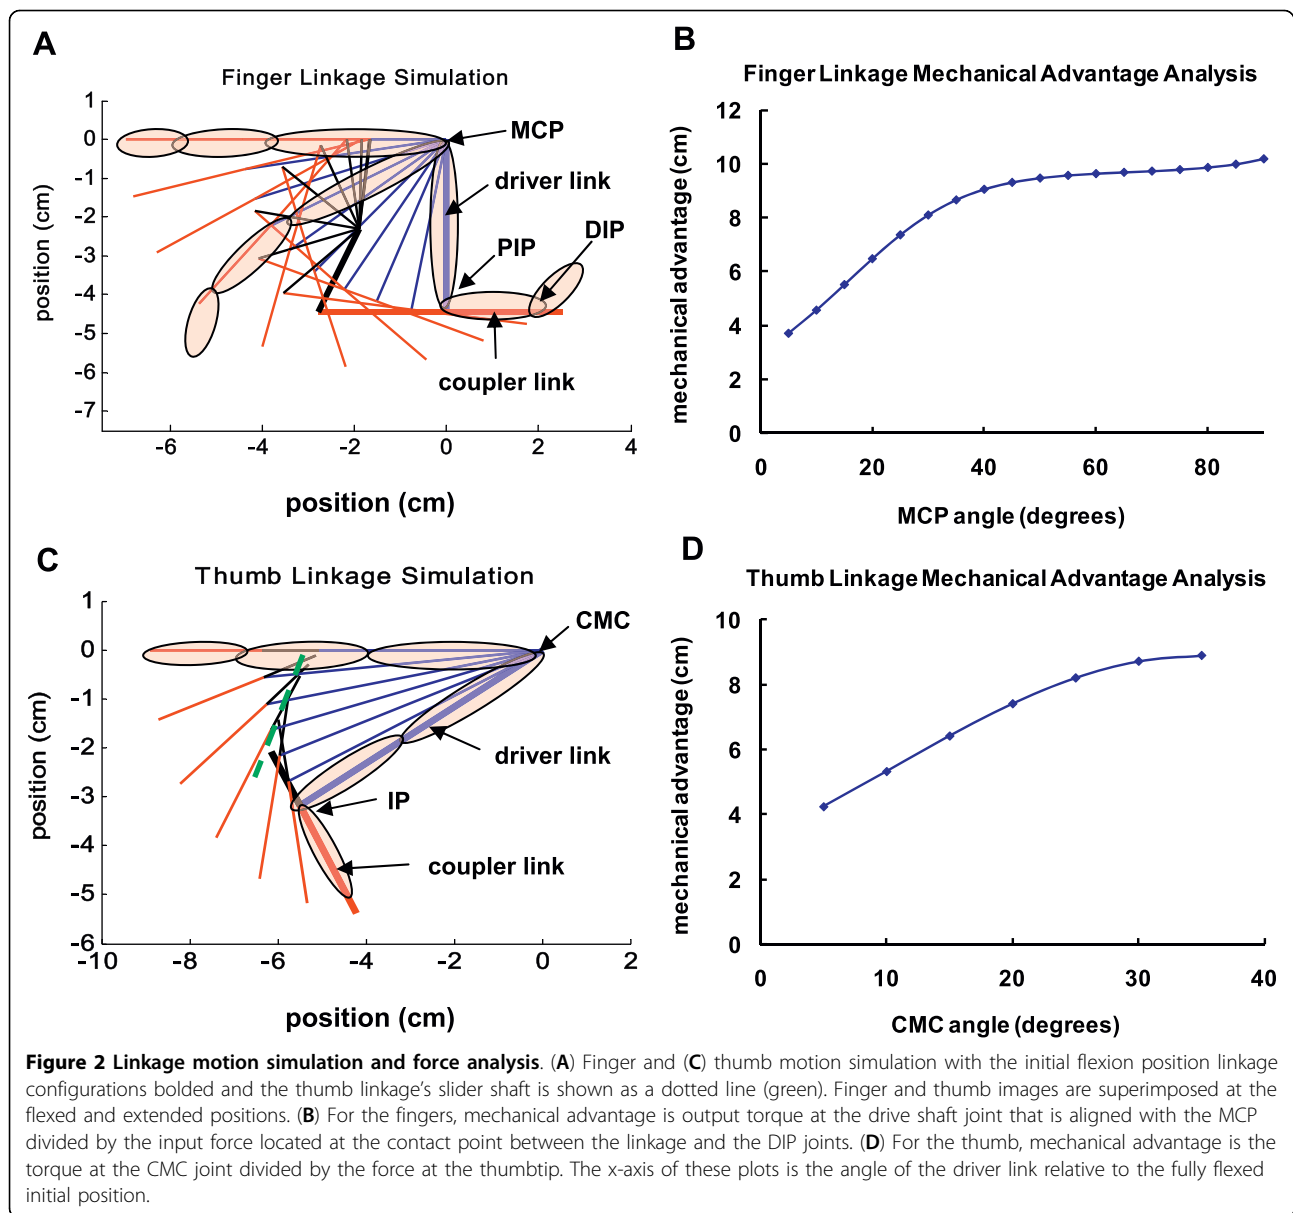 A
Finger Linkage Simulation
1
0
-1
-2
-3
-4
-5
-6
-7
position (cm)
MCP
driver link
DIP
PIP
coupler link
-6
-4
-2
0
2
4
position (cm)
B
Finger Linkage Mechanical Advantage Analysis
12
10
8
6
4
2
0
mechanical advantage (cm)
0
20
40
60
80
MCP angle (degrees)
C
Thumb Linkage Simulation
1
0
-1
-2
-3
-4
-5
-6
position (cm)
CMC
driver link
IP
coupler link
-10
-8
-6
-4
-2
0
2
position (cm)
D
Thumb Linkage Mechanical Advantage Analysis
10
8
6
4
2
0
mechanical advantage (cm)
0
10
20
30
40
CMC angle (degrees)
Figure 2 Linkage motion simulation and force analysis. (A) Finger and (C) thumb motion simulation with the initial flexion position linkage
configurations bolded and the thumb linkage's slider shaft is shown as a dotted line (green). Finger and thumb images are superimposed at the
flexed and extended positions. (B) For the fingers, mechanical advantage is output torque at the drive shaft joint that is aligned with the MCP
divided by the input force located at the contact point between the linkage and the DIP joints. (D) For the thumb, mechanical advantage is the
torque at the CMC joint divided by the force at the thumbtip. The x-axis of these plots is the angle of the driver link relative to the fully flexed
initial position.